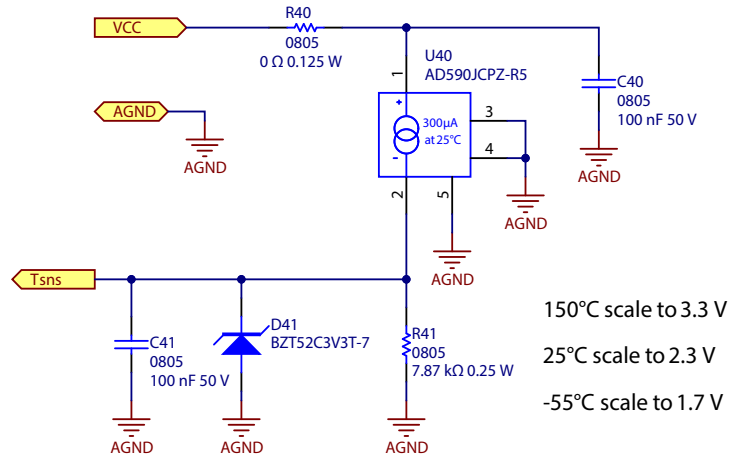 R40
VCC
0805
0 Ω 0.125 W
U40
AD590JCPZ-R5
1
C40
0805
100 nF 50 V
AGND
+
300µA
at 25°C
-
3
4
AGND
AGND
2
5
AGND
AGND
Tsns
D41
BZT52C3V3T-7
C41
0805
100 nF 50 V
R41
0805
7.87 kΩ 0.25 W
150°C scale to 3.3 V
25°C scale to 2.3 V
-55°C scale to 1.7 V
AGND
AGND
AGND